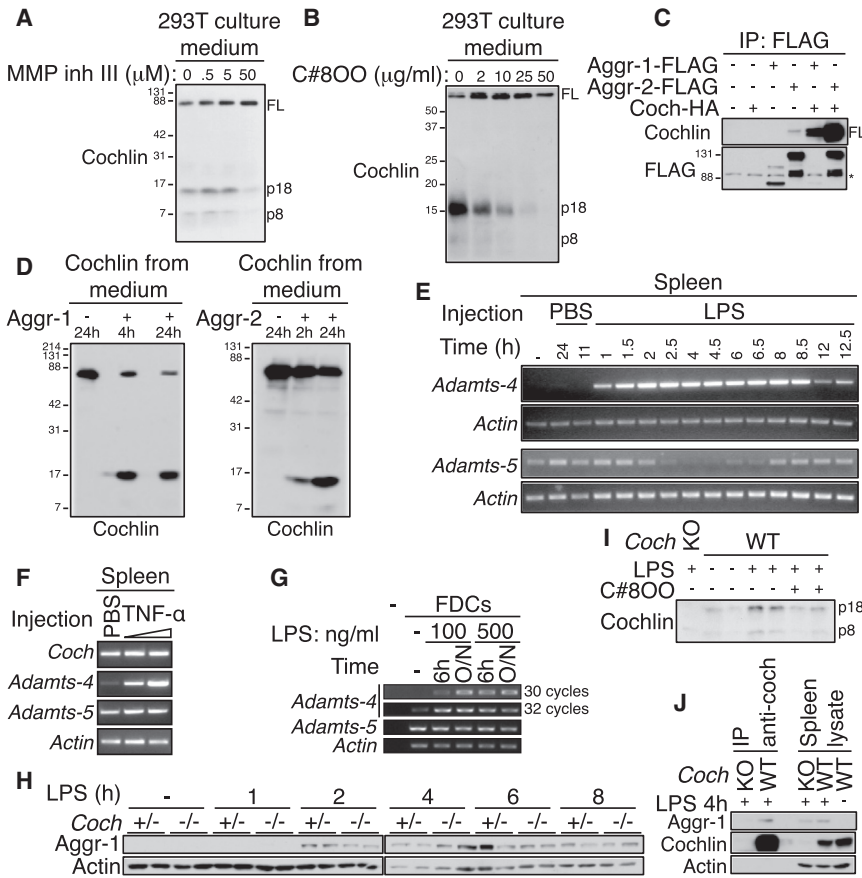 A
293T culture
medium
MMP inh III (μM): 0 .5 5 50
131
88
42
31
17
7
Cochlin
FL
p18
p8
B
293T culture
medium
C#8OO (μg/ml): 0 2 10 25 50
50
37
25
20
15
Cochlin
FL
p18
p8
C
IP: FLAG
Aggr-1-FLAG - - + - + -
Aggr-2-FLAG - - - + - +
Coch-HA - + - - + +
Cochlin FL
131
FLAG
88 *
D
Cochlin from
medium
Aggr-1 - + +
24h 4h 24h
214
131
88
42
31
17
7
Cochlin
Cochlin from
medium
Aggr-2 - + +
24h 2h 24h
131
88
42
31
17
7
Cochlin
E
Spleen
Injection PBS LPS
Time (h) - 24 11 1 1.5 2 2.5 4 4.5 6 6.5 8 8.5 12 12.5
Adamts-4
Actin
Adamts-5
Actin
F
Spleen
Injection PBS TNF-α
Coch
Adamts-4
Adamts-5
Actin
G
- FDCs
LPS: ng/ml - 100 500
Time - 6h O/N 6h O/N
Adamts-4 30 cycles
32 cycles
Adamts-5
Actin
H
LPS (h) - 1 2 4 6 8
Coch +/- -/- +/- -/- +/- -/- +/- -/- +/- -/- +/- -/-
Aggr-1
Actin
I
Coch KO WT
LPS + - - + + + +
C#8OO + +
Cochlin p18
p8
J
IP anti-coch Spleen lysate
Coch KO WT KO WT WT
LPS 4h + + + + -
Aggr-1
Cochlin
Actin